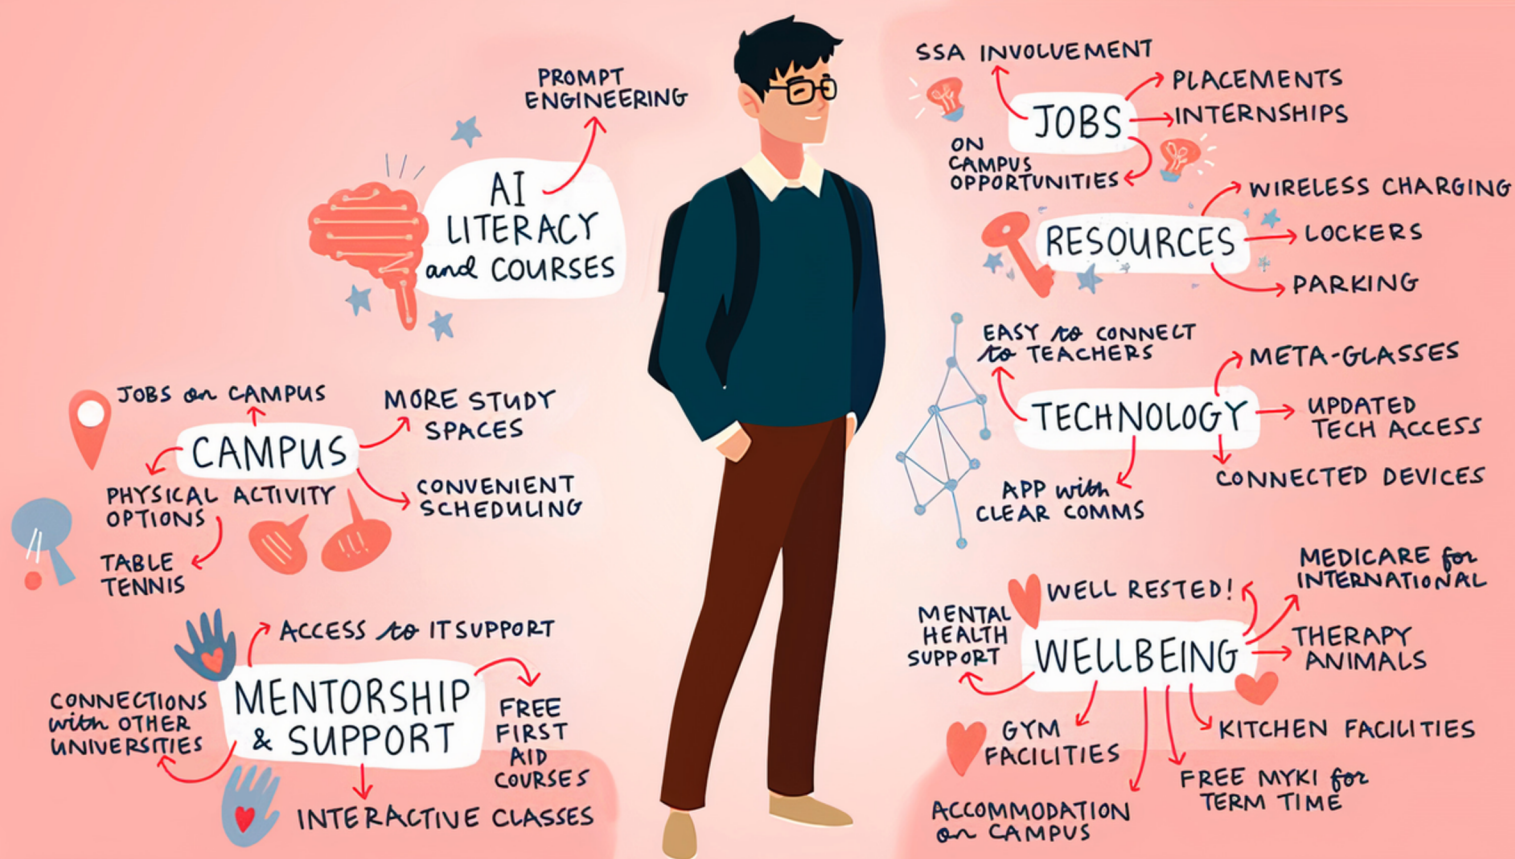 PROMPT
ENGINEERING
AI
LITERACY
and COURSES
JOBS on CAMPUS
MORE STUDY
SPACES
CAMPUS
PHYSICAL ACTIVITY
OPTIONS
CONVENIENT
SCHEDULING
TABLE
TENNIS
ACCESS to IT SUPPORT
MENTORSHIP
& SUPPORT
CONNECTIONS
with OTHER
UNIVERSITIES
FREE
FIRST
AID
COURSES
INTERACTIVE CLASSES
SSA INVOLVEMENT
PLACEMENTS
JOBS
INTERNSHIPS
ON
CAMPUS
OPPORTUNITIES
WIRELESS CHARGING
RESOURCES
LOCKERS
PARKING
EASY to CONNECT
to TEACHERS
META-GLASSES
TECHNOLOGY
UPDATED
TECH ACCESS
CONNECTED DEVICES
APP with
CLEAR COMMS
MEDICARE for
INTERNATIONAL
WELL RESTED!
MENTAL
HEALTH
SUPPORT
WELLBEING
THERAPY
ANIMALS
GYM
FACILITIES
KITCHEN FACILITIES
FREE MYKI for
TERM TIME
ACCOMMODATION
on CAMPUS